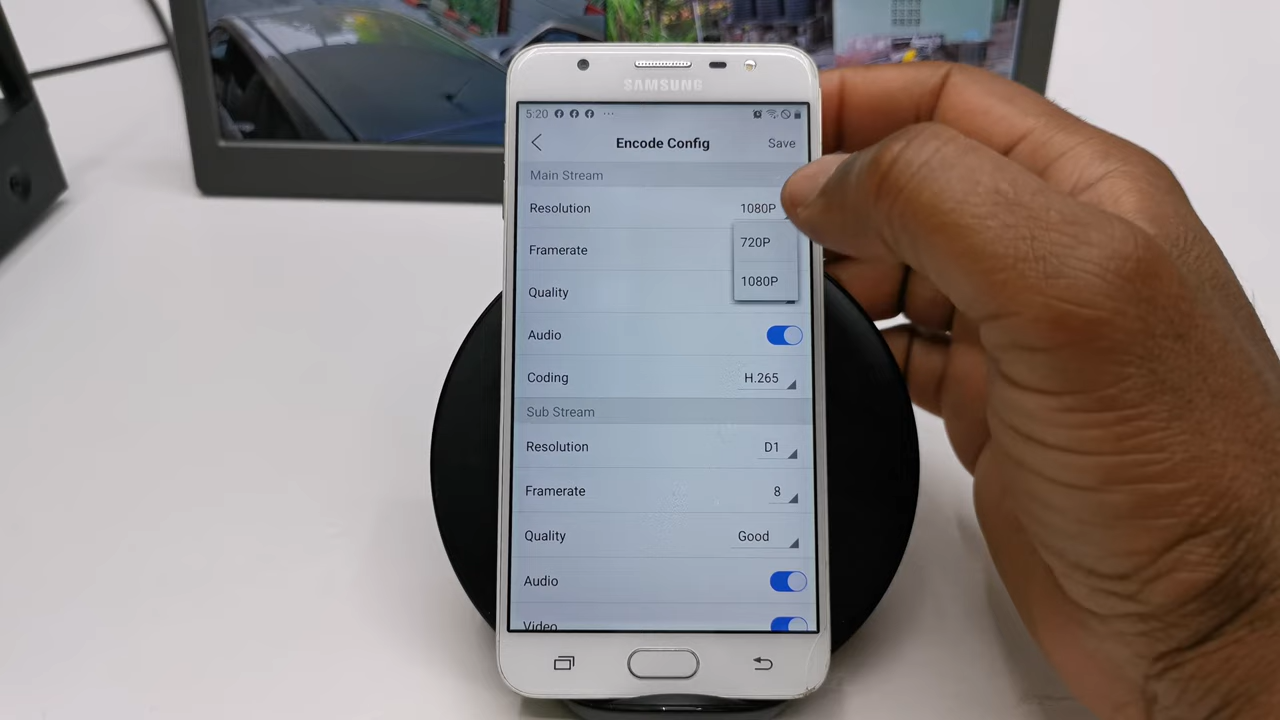 SAMSUNG
5:20
Encode Config Save
Main Stream
Resolution 1080P
720P
Framerate
1080P
Quality
Audio
Coding H.265
Sub Stream
Resolution D1
Framerate 8
Quality Good
Audio
Video